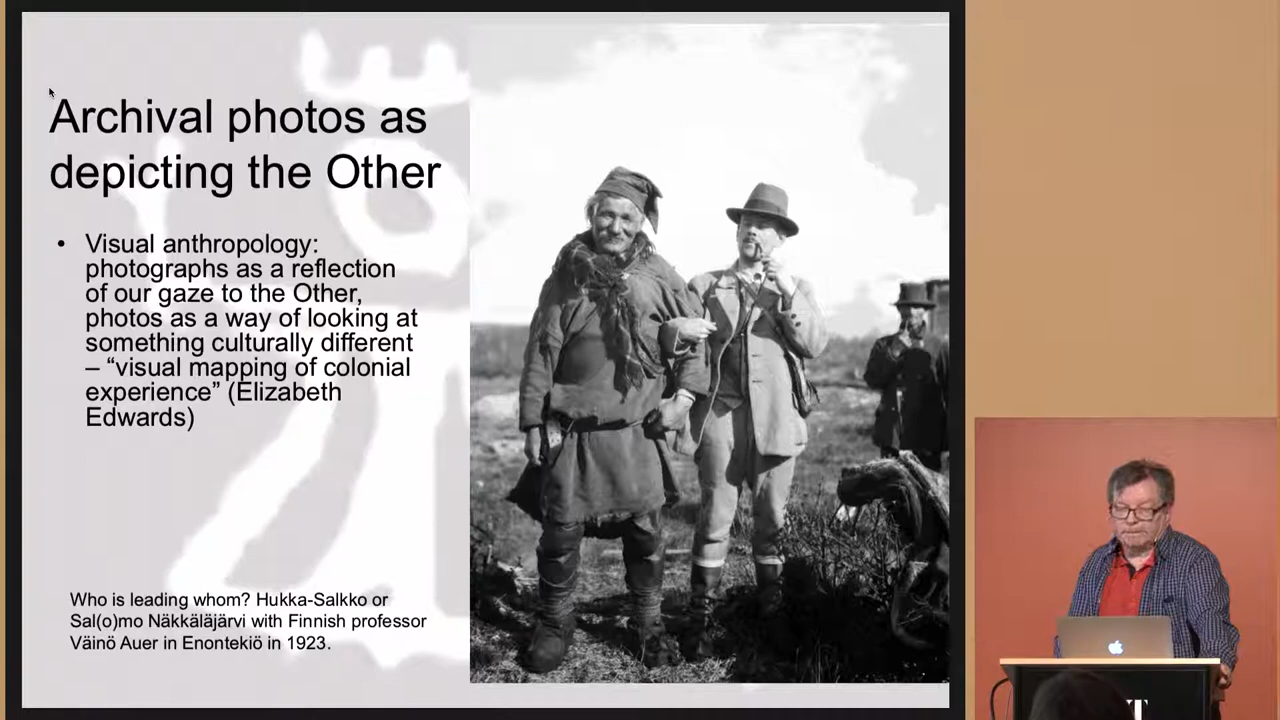 Archival photos as
depicting the Other
• Visual anthropology:
photographs as a reflection
of our gaze to the Other,
photos as a way of looking at
something culturally different
– “visual mapping of colonial
experience” (Elizabeth
Edwards)
Who is leading whom? Hukka-Salkko or
Sal(o)mo Näkkäläjärvi with Finnish professor
Väinö Auer in Enontekiö in 1923.